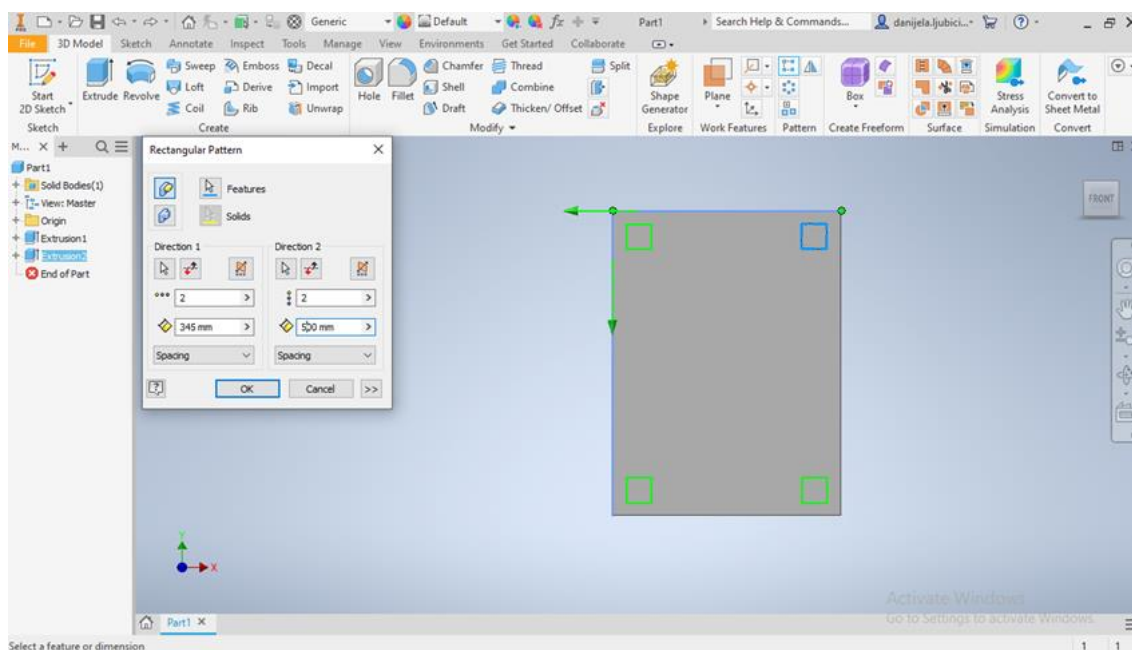 Generic Default fx Part1 Search Help & Commands... danijela.ljubici...
File 3D Model Sketch Annotate Inspect Tools Manage View Environments Get Started Collaborate
Start 2D Sketch
Extrude
Revolve
Sweep Emboss Decal
Loft Derive Import
Coil Rib Unwrap
Hole
Fillet
Chamfer Thread Split
Shell Combine
Draft Thicken/ Offset
Shape Generator
Plane
Box
Stress Analysis
Convert to Sheet Metal
Sketch Create Modify Explore Work Features Pattern Create Freeform Surface Simulation Convert
M... × +
Part1
Solid Bodies(1)
View: Master
Origin
Extrusion1
Extrusion2
End of Part
Rectangular Pattern
Features
Solids
Direction 1 Direction 2
2 > 2 >
345 mm > 500 mm >
Spacing Spacing
OK Cancel >>
FRONT
Y
X
Activate Windows
Go to Settings to activate Windows.
Part1 ×
Select a feature or dimension 1 1